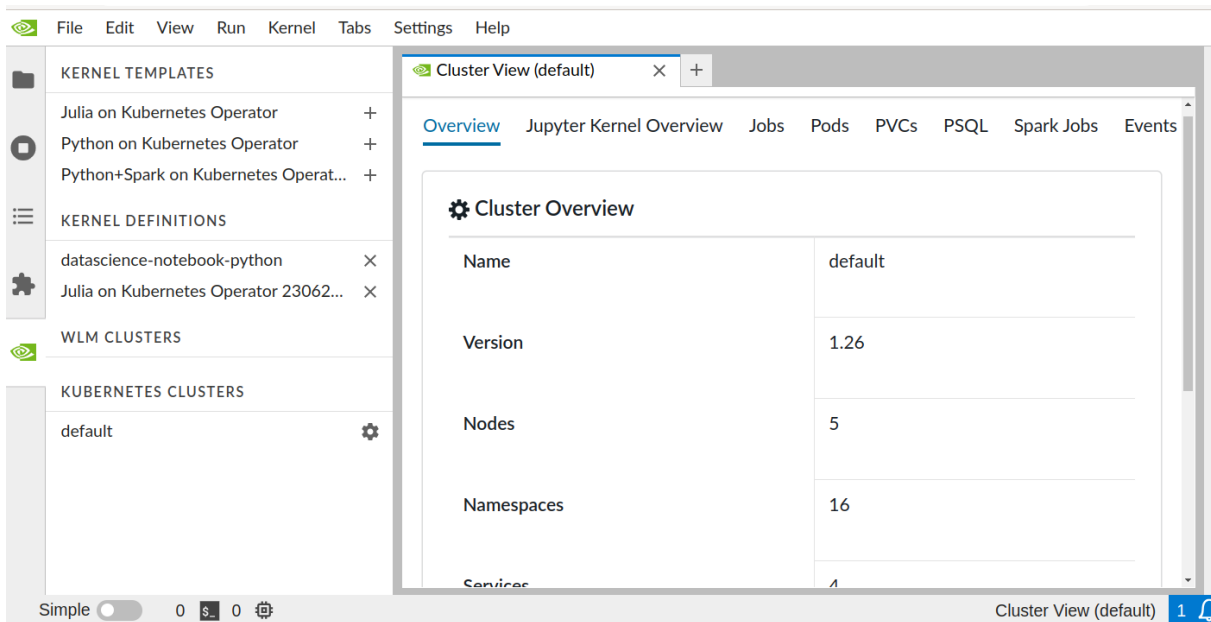 File Edit View Run Kernel Tabs Settings Help
KERNEL TEMPLATES
Julia on Kubernetes Operator
Python on Kubernetes Operator
Python+Spark on Kubernetes Operat...
KERNEL DEFINITIONS
datascience-notebook-python
Julia on Kubernetes Operator 23062...
WLM CLUSTERS
KUBERNETES CLUSTERS
default
Cluster View (default)
Overview Jupyter Kernel Overview Jobs Pods PVCs PSQL Spark Jobs Events
Cluster Overview
Name default
Version 1.26
Nodes 5
Namespaces 16
Services 4
Simple 0 $_ 0 Cluster View (default) 1